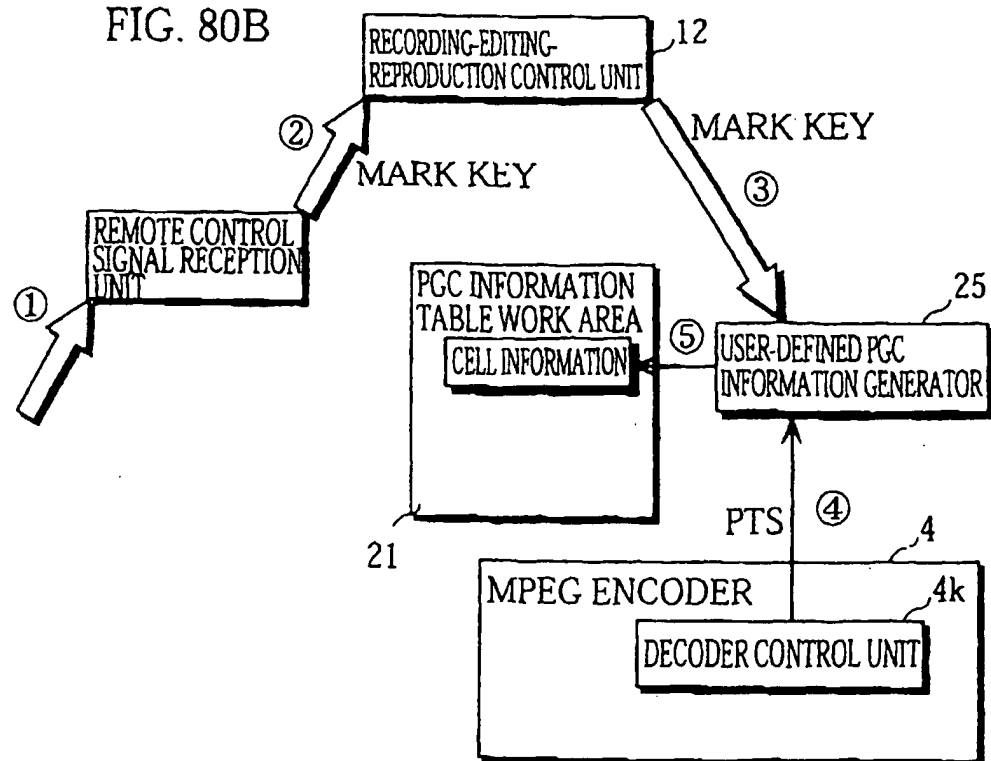 FIG. 80B
12
RECORDING-EDITING-
REPRODUCTION CONTROL UNIT
②
MARK KEY
MARK KEY
③
REMOTE CONTROL
SIGNAL RECEPTION
UNIT
①
PGC INFORMATION
TABLE WORK AREA
CELL INFORMATION
⑤
25
USER-DEFINED PGC
INFORMATION GENERATOR
21
PTS
④
4
MPEG ENCODER
4k
DECODER CONTROL UNIT